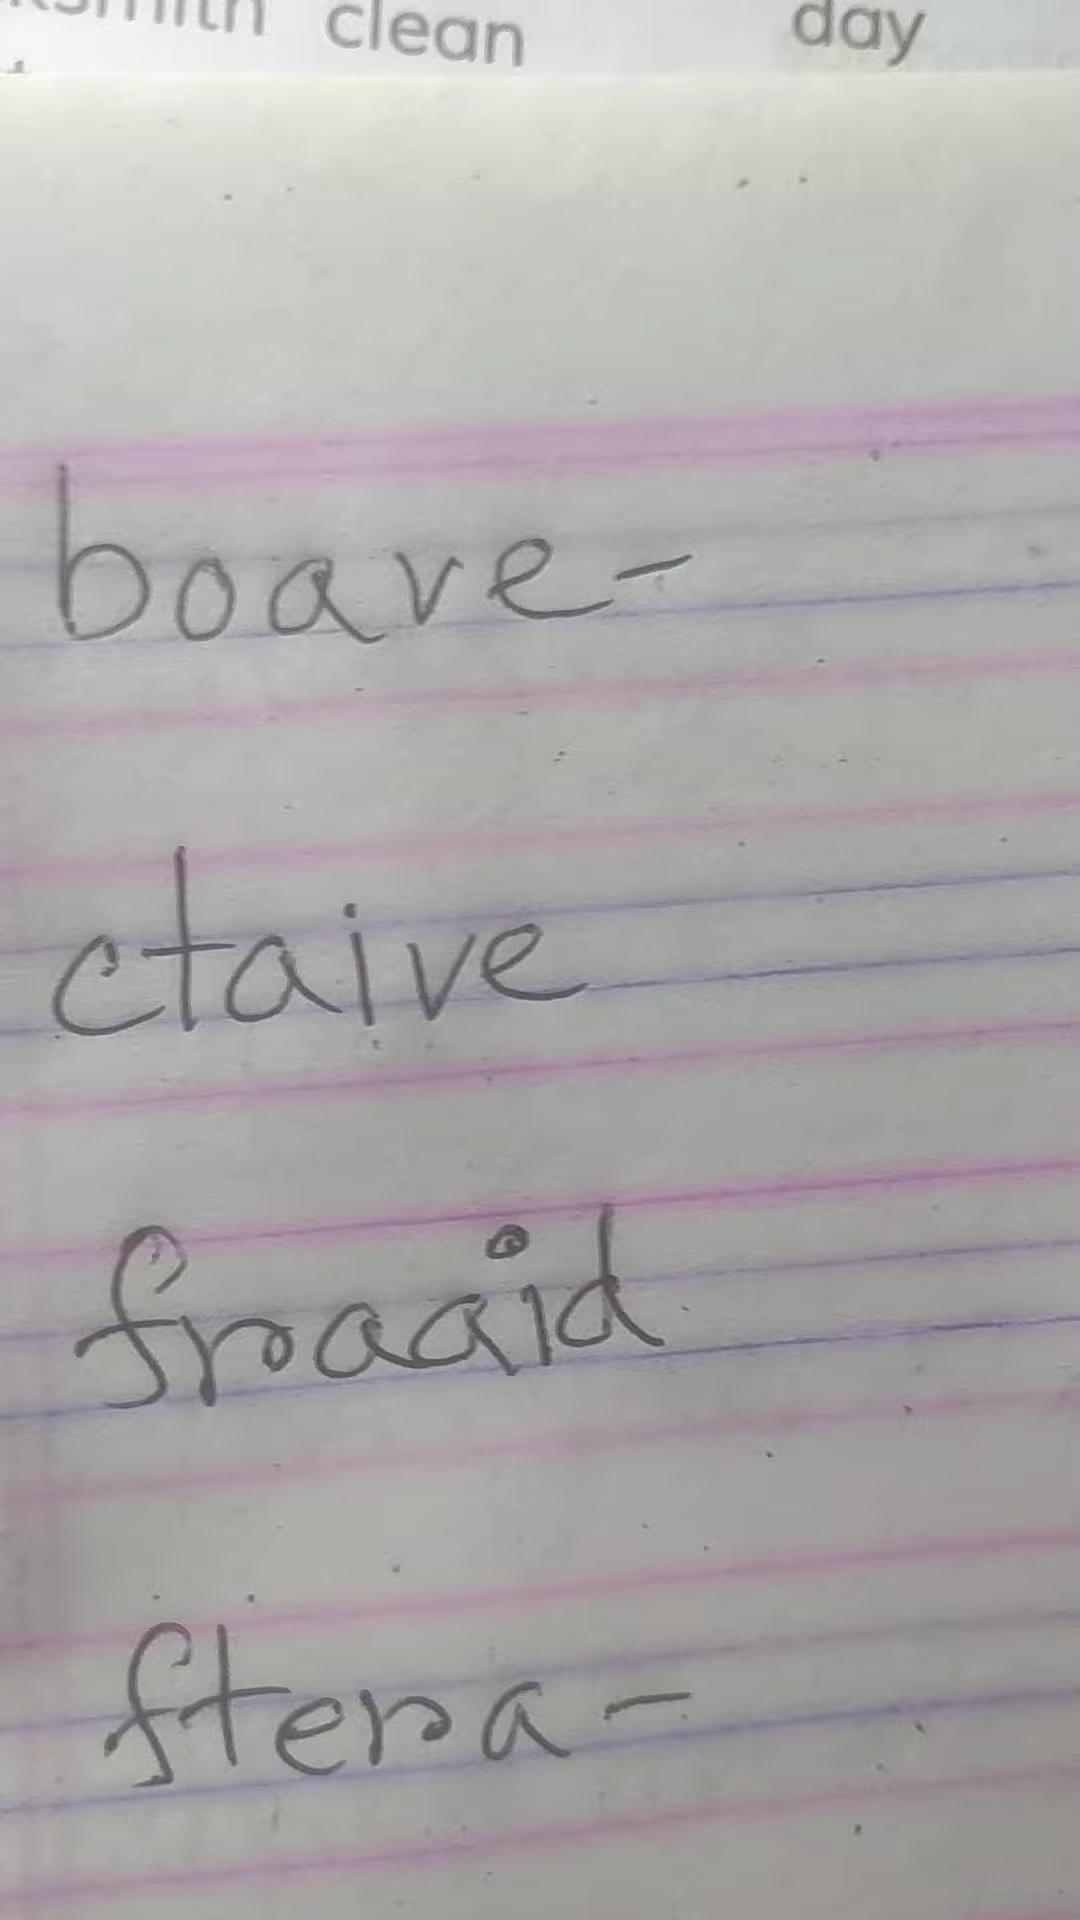 clean day
boave-
ctaive
fraaid
ftera-